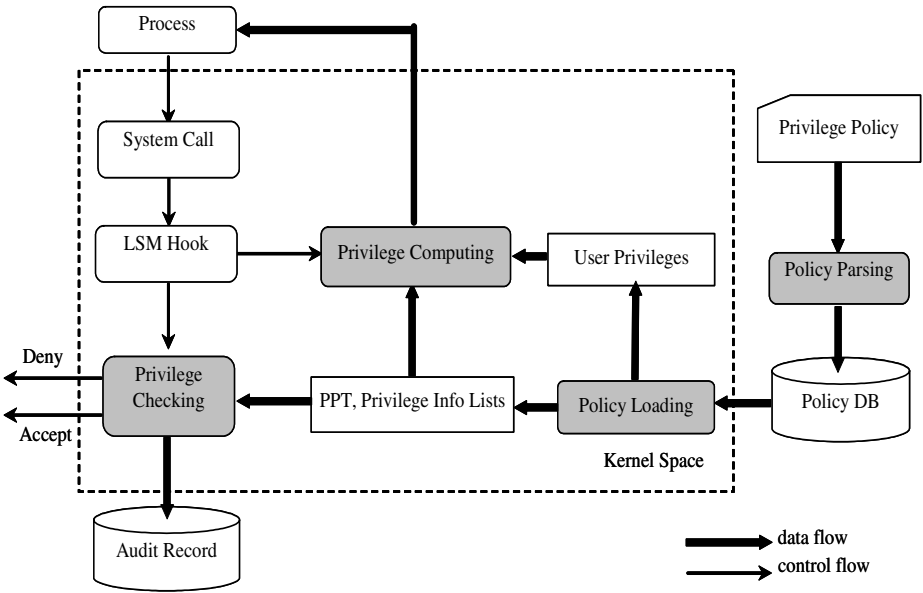 Process
System Call
Privilege Policy
LSM Hook
Privilege Computing
User Privileges
Policy Parsing
Deny
Privilege
Checking
PPT, Privilege Info Lists
Policy Loading
Policy DB
Accept
Kernel Space
Audit Record
data flow
control flow